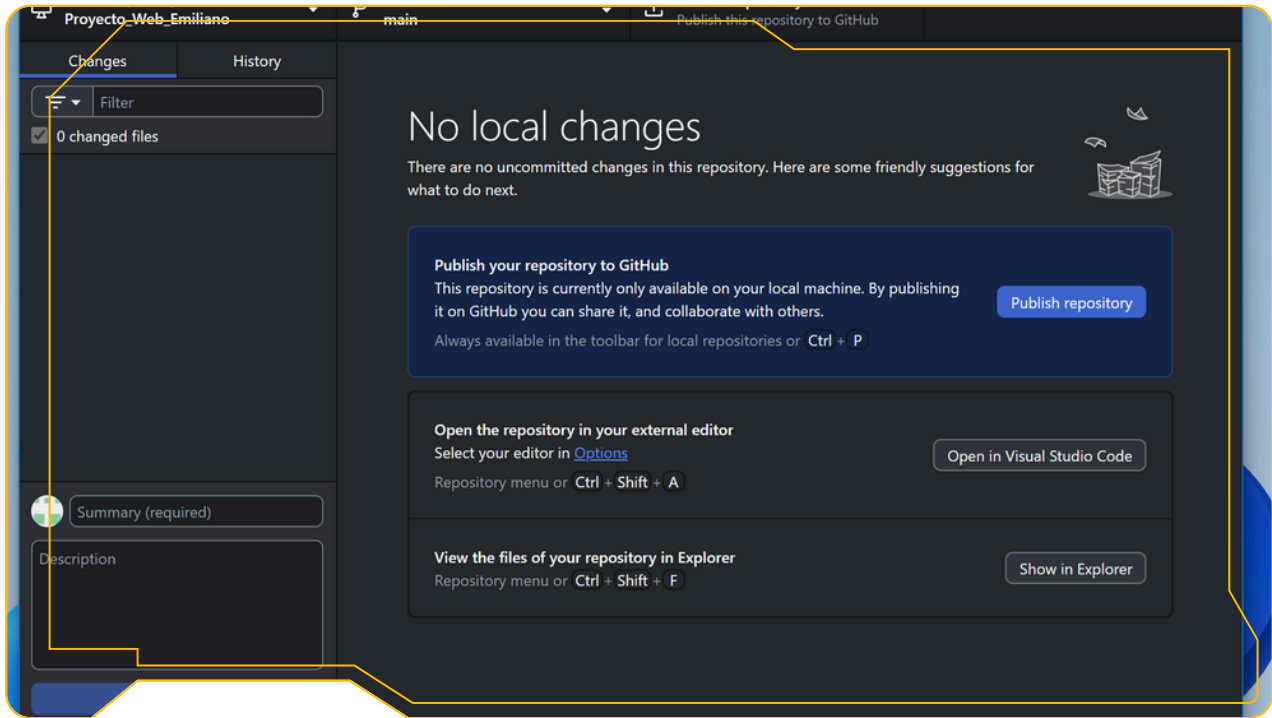 Proyecto_Web_Emiliano
main
Publish this repository to GitHub
Changes
History
Filter
0 changed files
No local changes
There are no uncommitted changes in this repository. Here are some friendly suggestions for
what to do next.
Publish your repository to GitHub
This repository is currently only available on your local machine. By publishing
it on GitHub you can share it, and collaborate with others.
Always available in the toolbar for local repositories or Ctrl + P
Publish repository
Open the repository in your external editor
Select your editor in Options
Repository menu or Ctrl + Shift + A
Open in Visual Studio Code
View the files of your repository in Explorer
Repository menu or Ctrl + Shift + F
Show in Explorer
Summary (required)
Description